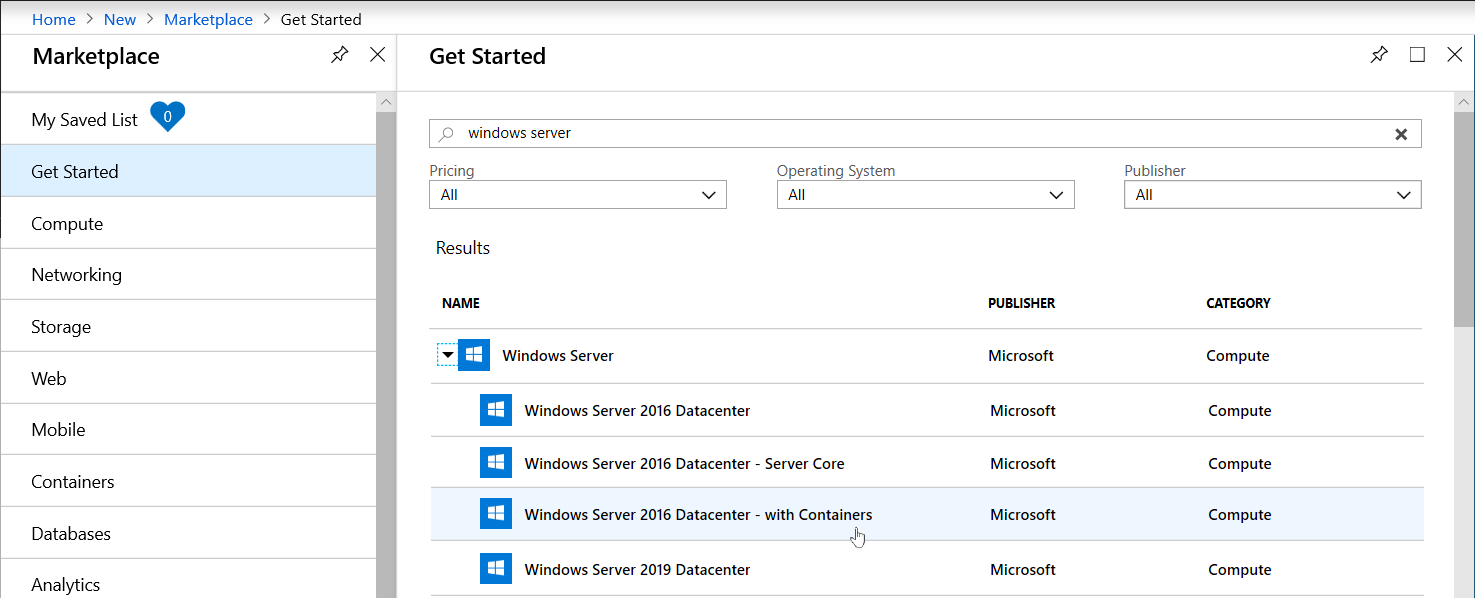 Home > New > Marketplace > Get Started
Marketplace
My Saved List 0
Get Started
Compute
Networking
Storage
Web
Mobile
Containers
Databases
Analytics
Get Started
windows server
Pricing Operating System Publisher
All All All
Results
NAME PUBLISHER CATEGORY
Windows Server Microsoft Compute
Windows Server 2016 Datacenter Microsoft Compute
Windows Server 2016 Datacenter - Server Core Microsoft Compute
Windows Server 2016 Datacenter - with Containers Microsoft Compute
Windows Server 2019 Datacenter Microsoft Compute